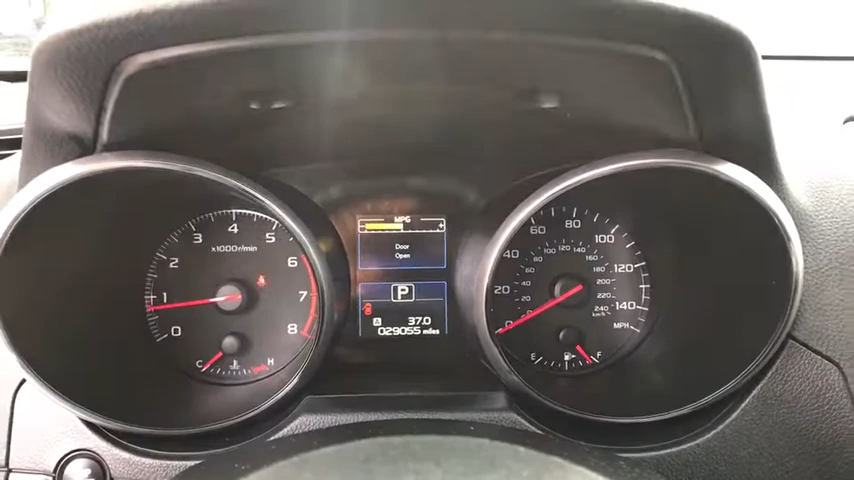 0 1 2 3 4 5 6 7 8
x1000r/min
C H
MPG
- +
Door
Open
P
A 37.0
029055 miles
0 20 40 60 80 100 120 140
MPH
20 40 60 80 100 120 140 160 180 200 220 240
km/h
E F